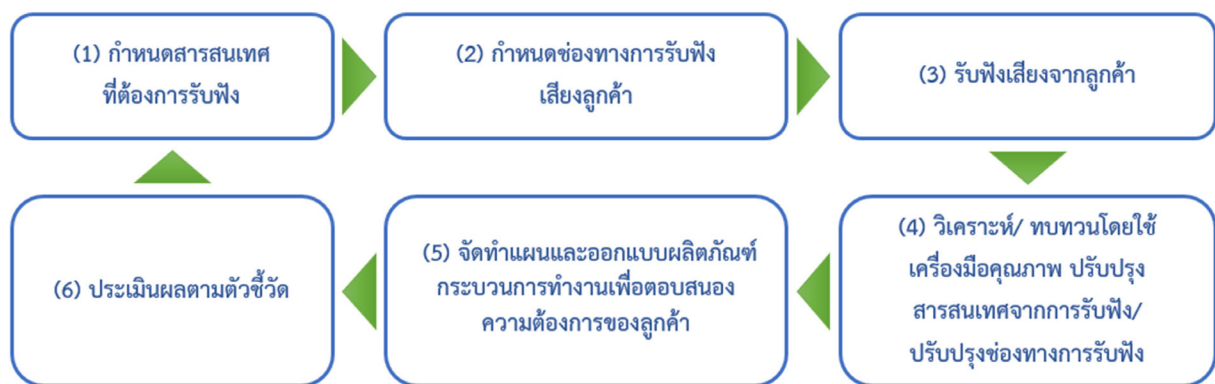 (1) กำหนดสารสนเทศ
ที่ต้องการรับฟัง
(2) กำหนดช่องทางการรับฟัง
เสียงลูกค้า
(3) รับฟังเสียงจากลูกค้า
(4) วิเคราะห์/ ทบทวนโดยใช้
เครื่องมือคุณภาพ ปรับปรุง
สารสนเทศจากการรับฟัง/
ปรับปรุงช่องทางการรับฟัง
(5) จัดทำแผนและออกแบบผลิตภัณฑ์
กระบวนการทำงานเพื่อตอบสนอง
ความต้องการของลูกค้า
(6) ประเมินผลตามตัวชี้วัด